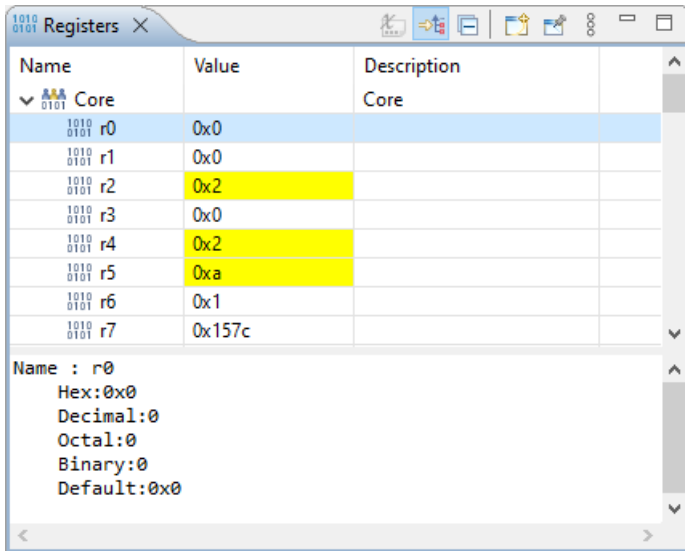 Registers
Name Value Description
Core Core
r0 0x0
r1 0x0
r2 0x2
r3 0x0
r4 0x2
r5 0xa
r6 0x1
r7 0x157c
Name : r0
Hex:0x0
Decimal:0
Octal:0
Binary:0
Default:0x0